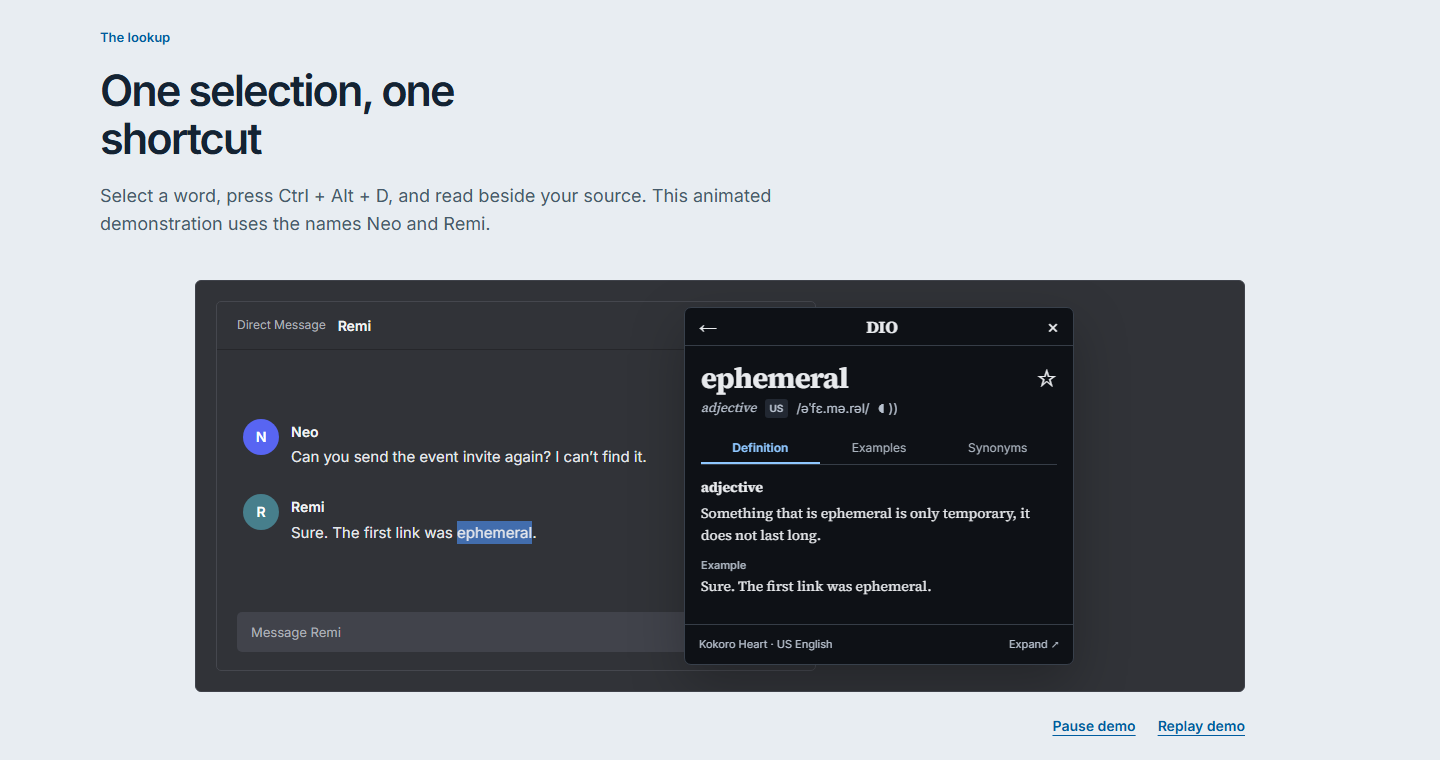 The lookup
One selection, one
shortcut
Select a word, press Ctrl + Alt + D, and read beside your source. This animated
demonstration uses the names Neo and Remi.
Direct Message Remi
N
Neo
Can you send the event invite again? I can’t find it.
R
Remi
Sure. The first link was ephemeral.
Message Remi
← DIO ×
ephemeral ☆
adjective US /əˈfɛ.mə.rəl/
Definition Examples Synonyms
adjective
Something that is ephemeral is only temporary, it
does not last long.
Example
Sure. The first link was ephemeral.
Kokoro Heart · US English Expand ↗
Pause demo Replay demo